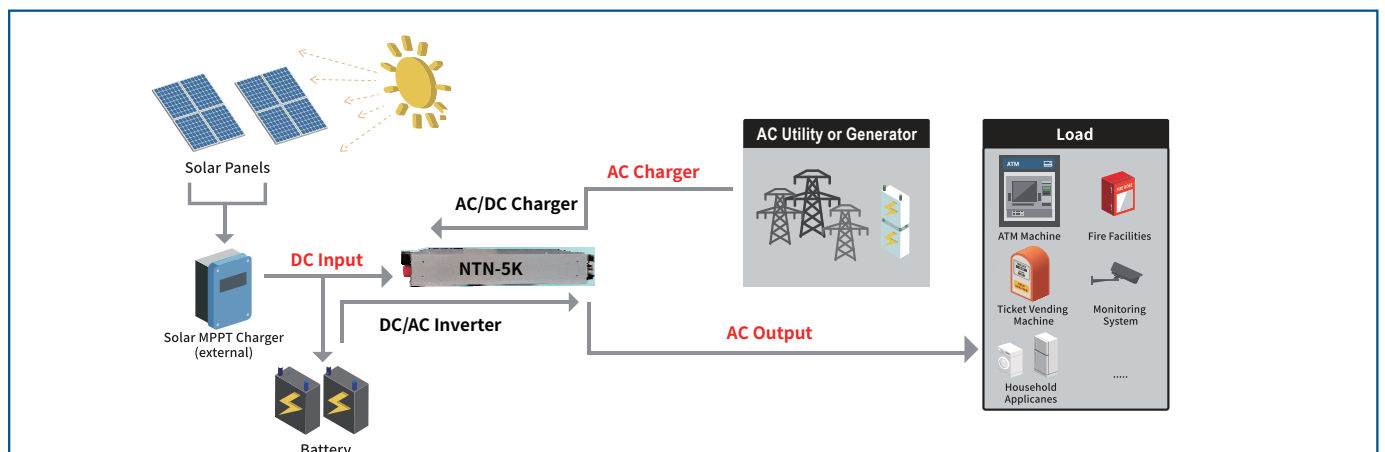 AC Utility or Generator
Load
Solar Panels
AC Charger
ATM
AC/DC Charger
ATM Machine
FIRE HOSE
Fire Facilities
DC Input
NTN-5K
DC/AC Inverter
Ticket Vending
Machine
Monitoring
System
Solar MPPT Charger
(external)
AC Output
Household
Applicanes
.....
Battery